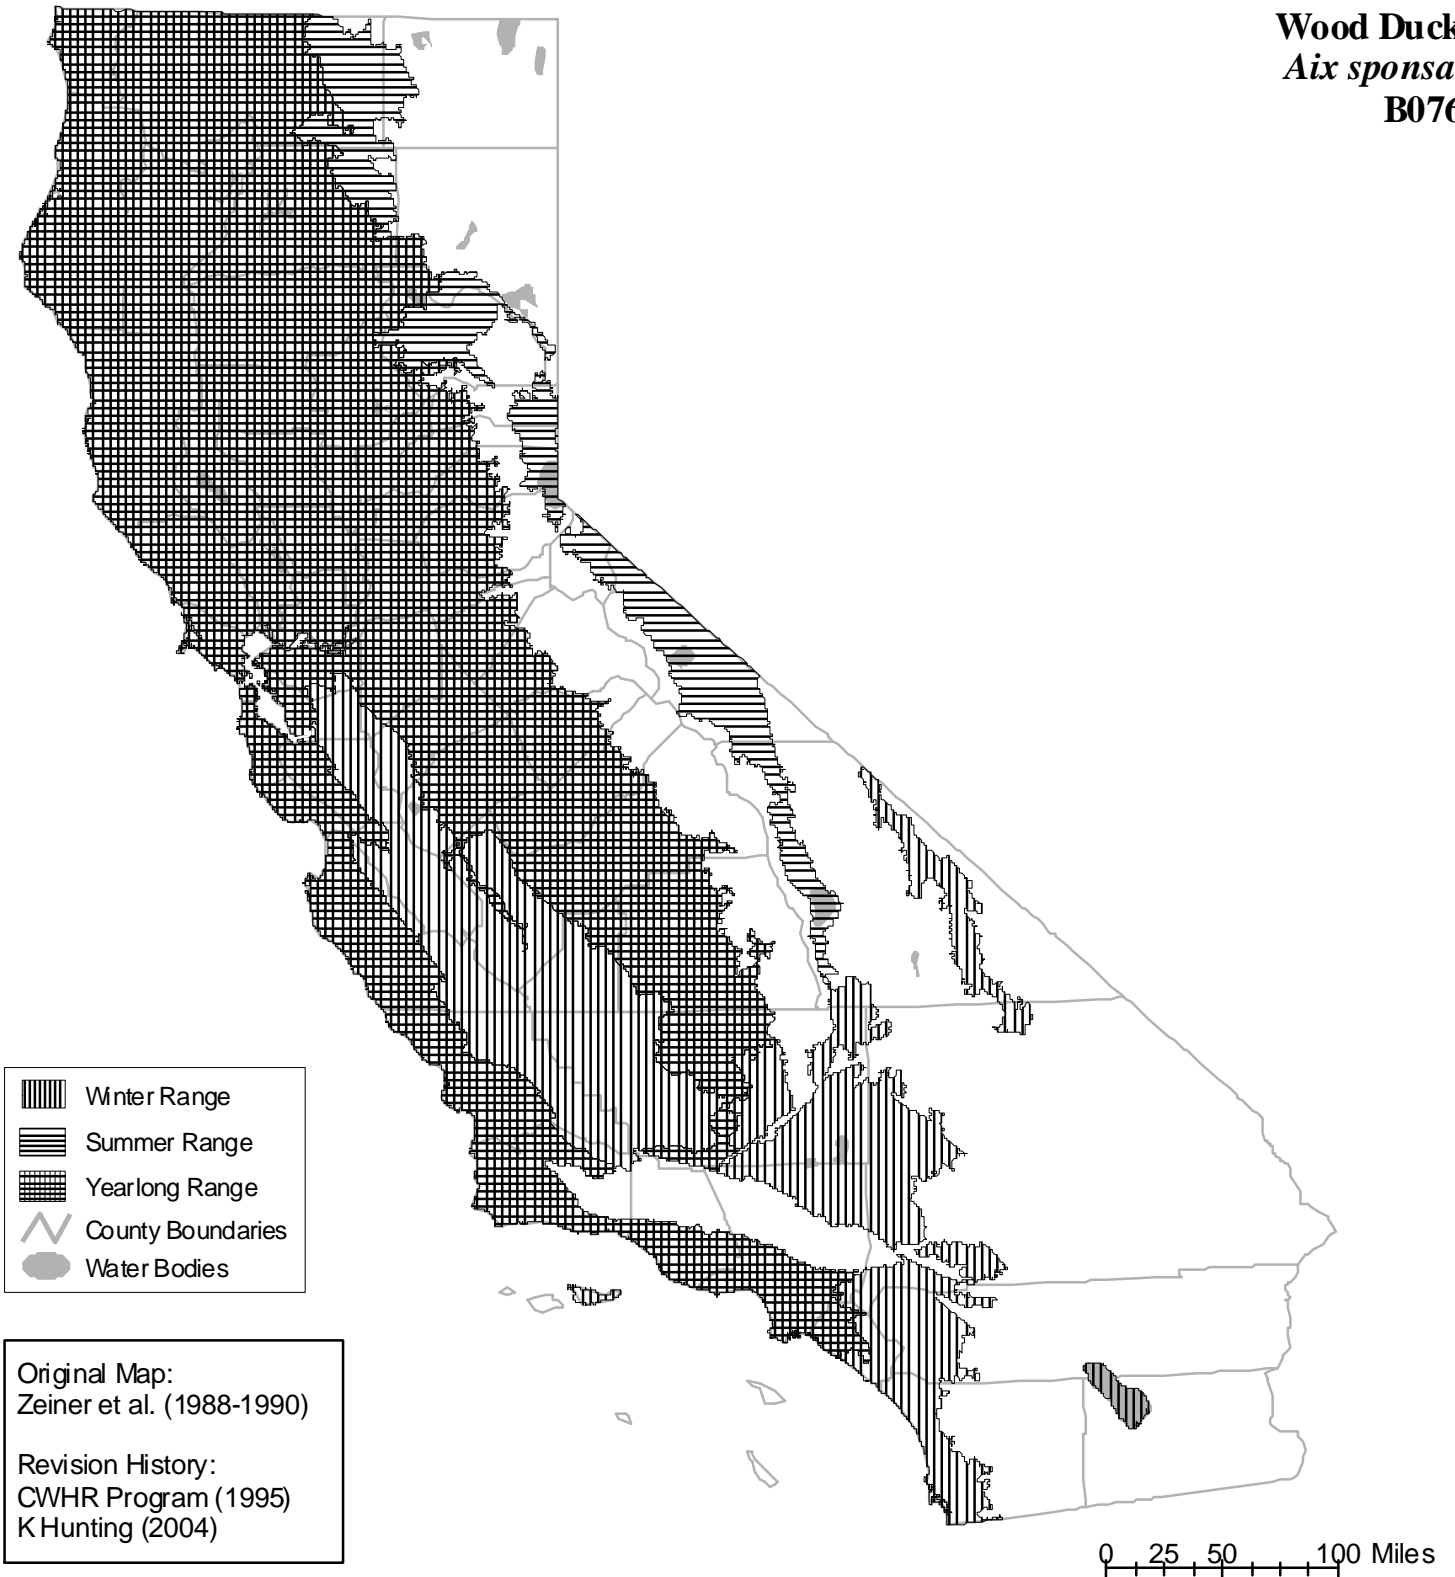 Wood Duck
Aix sponsa
B076
Winter Range
Summer Range
Yearlong Range
County Boundaries
Water Bodies
Original Map:
Zeiner et al. (1988-1990)
Revision History:
CWHR Program (1995)
K Hunting (2004)
0 25 50 100 Miles